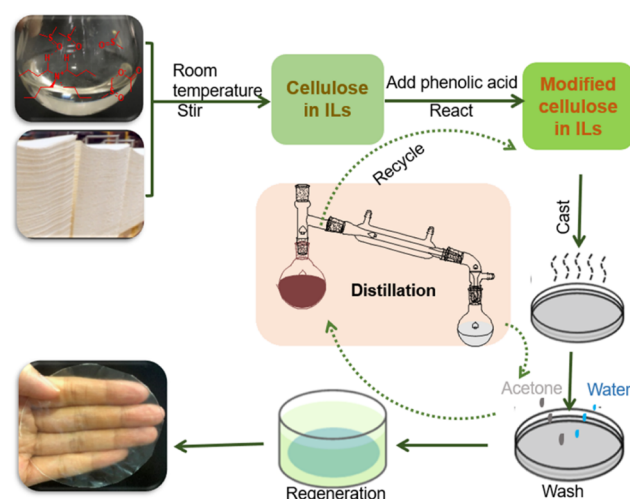 Room
temperature
Stir
Cellulose
in ILs
Add phenolic acid
React
Modified
cellulose
in ILs
Recycle
Cast
Distillation
Acetone
Water
Wash
Regeneration